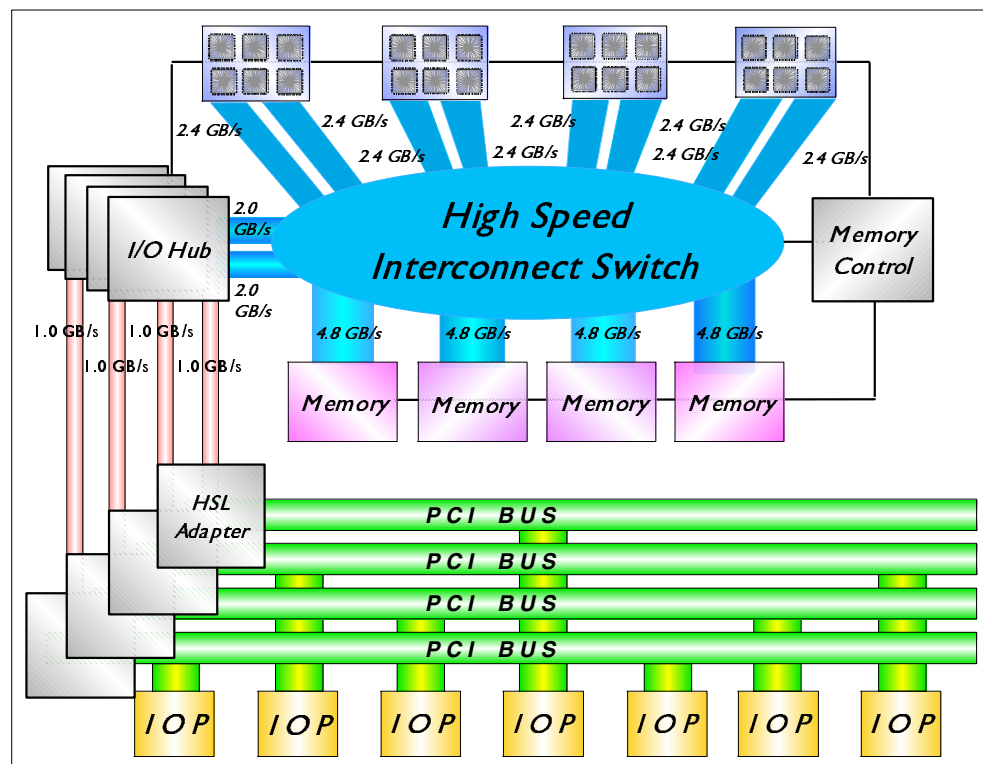 2.4 GB/s
2.4 GB/s
2.4 GB/s
2.4 GB/s
2.4 GB/s
2.4 GB/s
2.4 GB/s
2.4 GB/s
High Speed
Interconnect Switch
I/O Hub
2.0
GB/s
2.0
GB/s
Memory
Control
1.0 GB/s
1.0 GB/s
1.0 GB/s
1.0 GB/s
4.8 GB/s
4.8 GB/s
4.8 GB/s
4.8 GB/s
Memory
Memory
Memory
Memory
HSL
Adapter
PCI BUS
PCI BUS
PCI BUS
PCI BUS
IOP
IOP
IOP
IOP
IOP
IOP
IOP